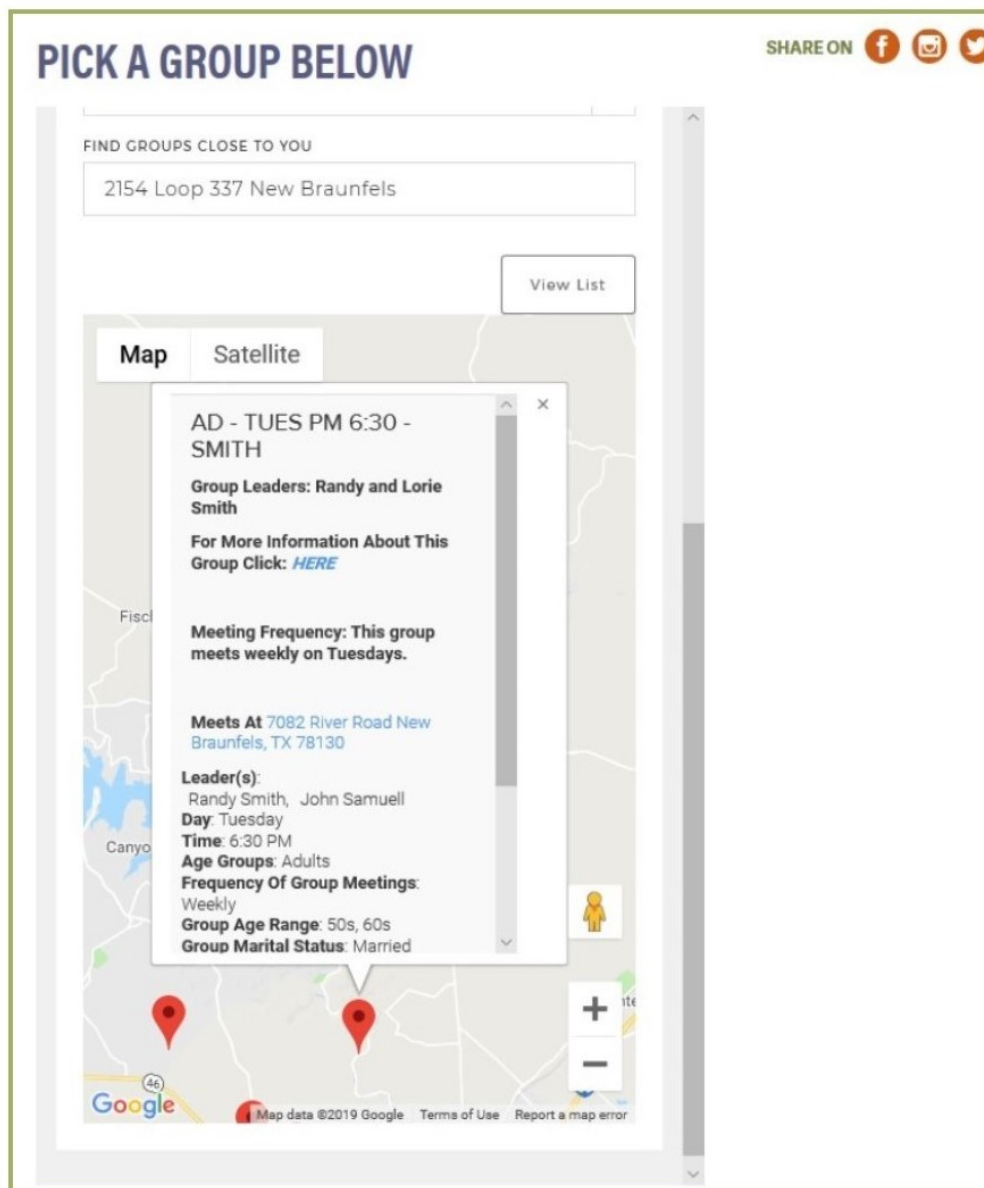 PICK A GROUP BELOW
SHARE ON
FIND GROUPS CLOSE TO YOU
2154 Loop 337 New Braunfels
View List
Map Satellite
×
AD - TUES PM 6:30 -
SMITH
Group Leaders: Randy and Lorie
Smith
For More Information About This
Group Click: HERE
Fisch
Meeting Frequency: This group
meets weekly on Tuesdays.
Meets At 7082 River Road New
Braunfels, TX 78130
Leader(s):
Randy Smith, John Samuell
Day: Tuesday
Canyo
Time: 6:30 PM
Age Groups: Adults
Frequency Of Group Meetings:
Weekly
Group Age Range: 50s, 60s
Group Marital Status: Married
+
−
46
Google
Map data ©2019 Google Terms of Use Report a map error